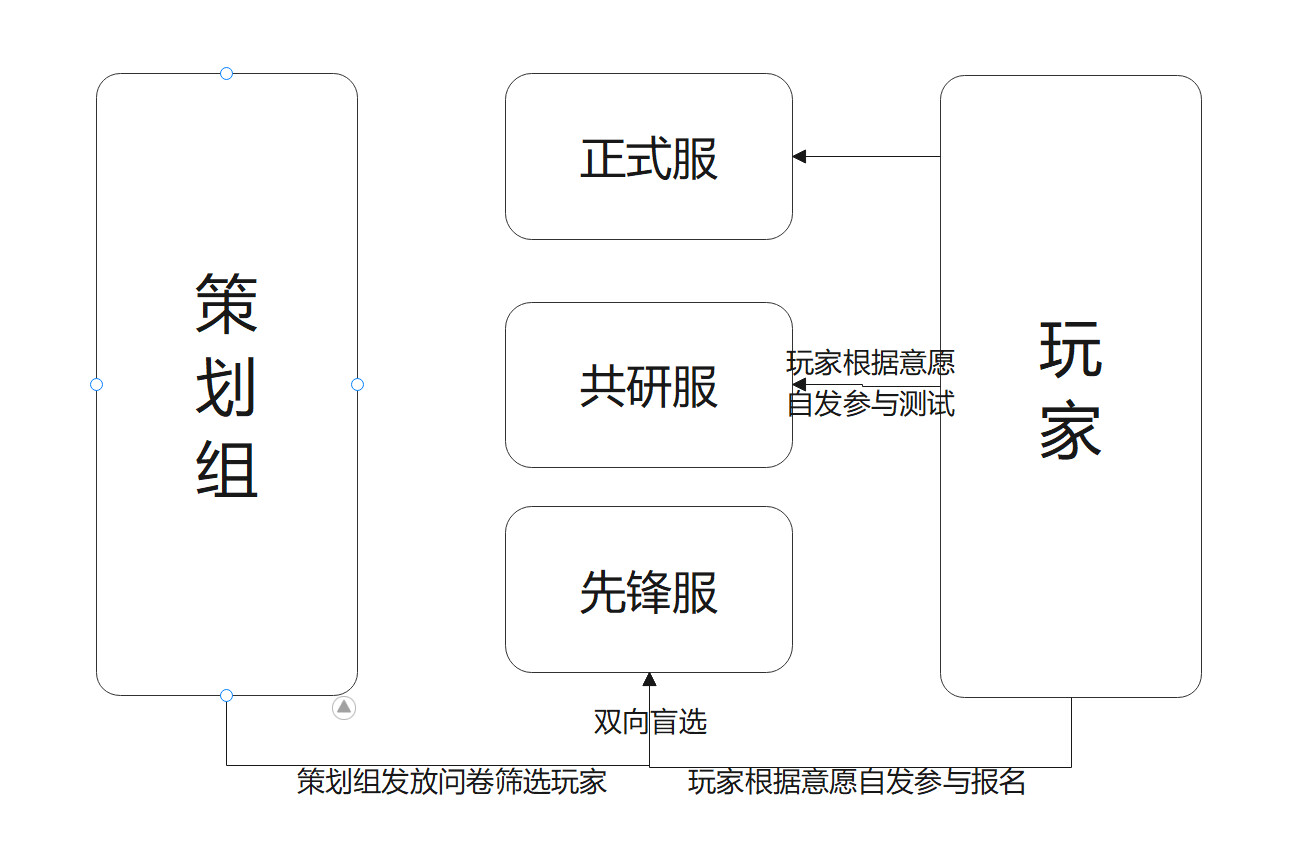 策
划
组
正式服
共研服
先锋服
玩家根据意愿
自发参与测试
玩
家
双向盲选
策划组发放问卷筛选玩家
玩家根据意愿自发参与报名